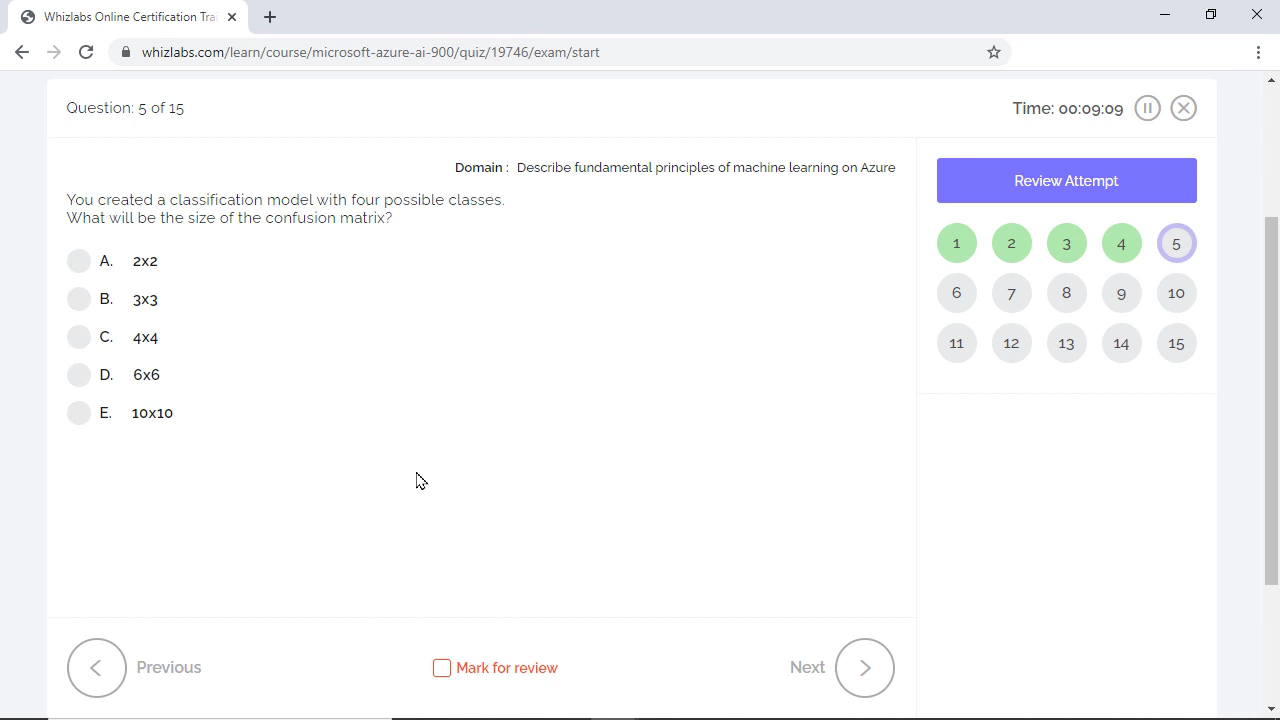 Whizlabs Online Certification Trai
whizlabs.com/learn/course/microsoft-azure-ai-900/quiz/19746/exam/start
Question: 5 of 15
Time: 00:09:09
Domain : Describe fundamental principles of machine learning on Azure
You created a classification model with four possible classes.
What will be the size of the confusion matrix?
A. 2x2
B. 3x3
C. 4x4
D. 6x6
E. 10x10
Review Attempt
1 2 3 4 5
6 7 8 9 10
11 12 13 14 15
Previous
Mark for review
Next